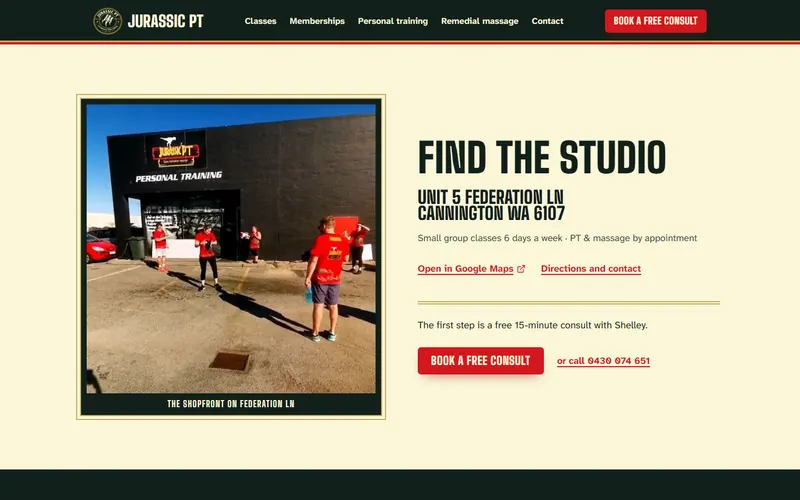 JURASSIC PT
Classes
Memberships
Personal training
Remedial massage
Contact
BOOK A FREE CONSULT
JURASSIC PT
PERSONAL TRAINING
THE SHOPFRONT ON FEDERATION LN
FIND THE STUDIO
UNIT 5 FEDERATION LN
CANNINGTON WA 6107
Small group classes 6 days a week · PT & massage by appointment
Open in Google Maps
Directions and contact
The first step is a free 15-minute consult with Shelley.
BOOK A FREE CONSULT
or call 0430 074 651